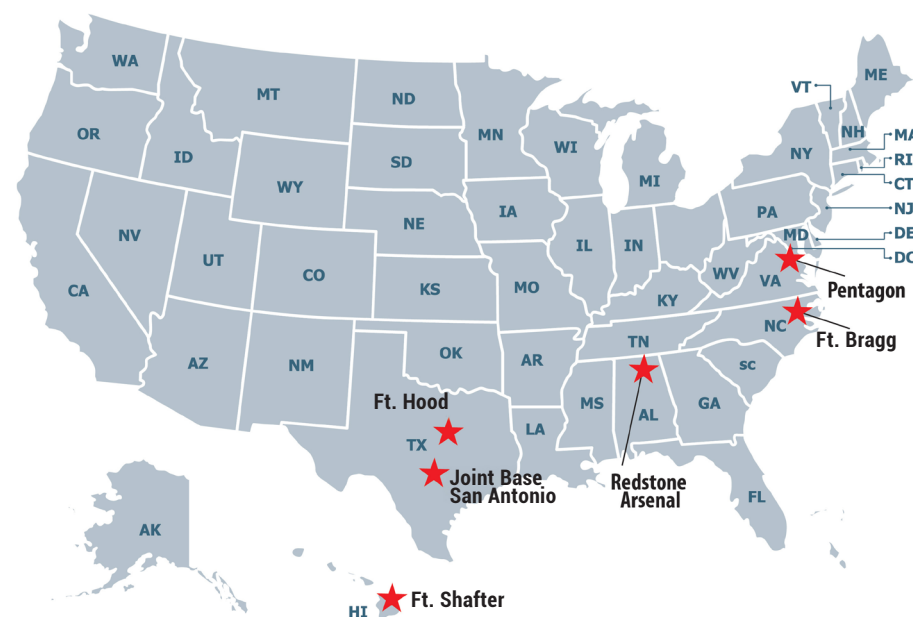 WA
MT
ND
MN
ME
VT
NH
MA
RI
CT
NJ
DE
DC
OR
ID
SD
WI
MI
NY
WY
IA
PA
MD
NE
NV
UT
CO
IL
IN
WV
VA
Pentagon
CA
KS
MO
KY
NC
Ft. Bragg
TN
AZ
NM
OK
AR
SC
MS
AL
GA
Ft. Hood
TX
LA
Joint Base
San Antonio
Redstone
Arsenal
FL
AK
HI
Ft. Shafter